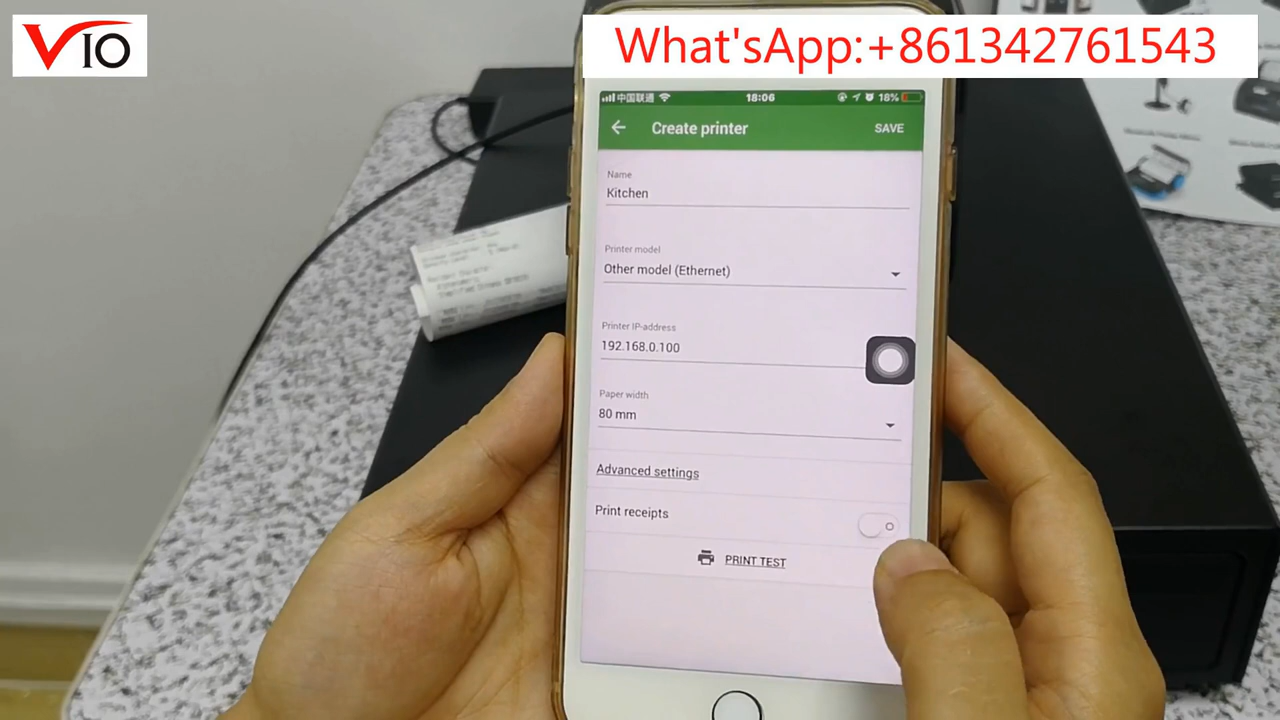 VIO
What'sApp:+861342761543
中国联通
18:06
18%
Create printer
SAVE
Name
Kitchen
Printer model
Other model (Ethernet)
Printer IP-address
192.168.0.100
Paper width
80 mm
Advanced settings
Print receipts
PRINT TEST